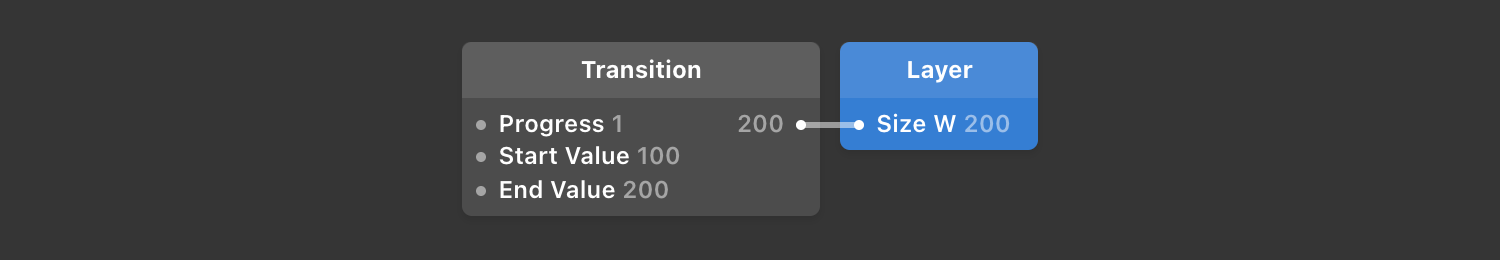 Transition
Layer
Progress 1
200
Size W 200
Start Value 100
End Value 200